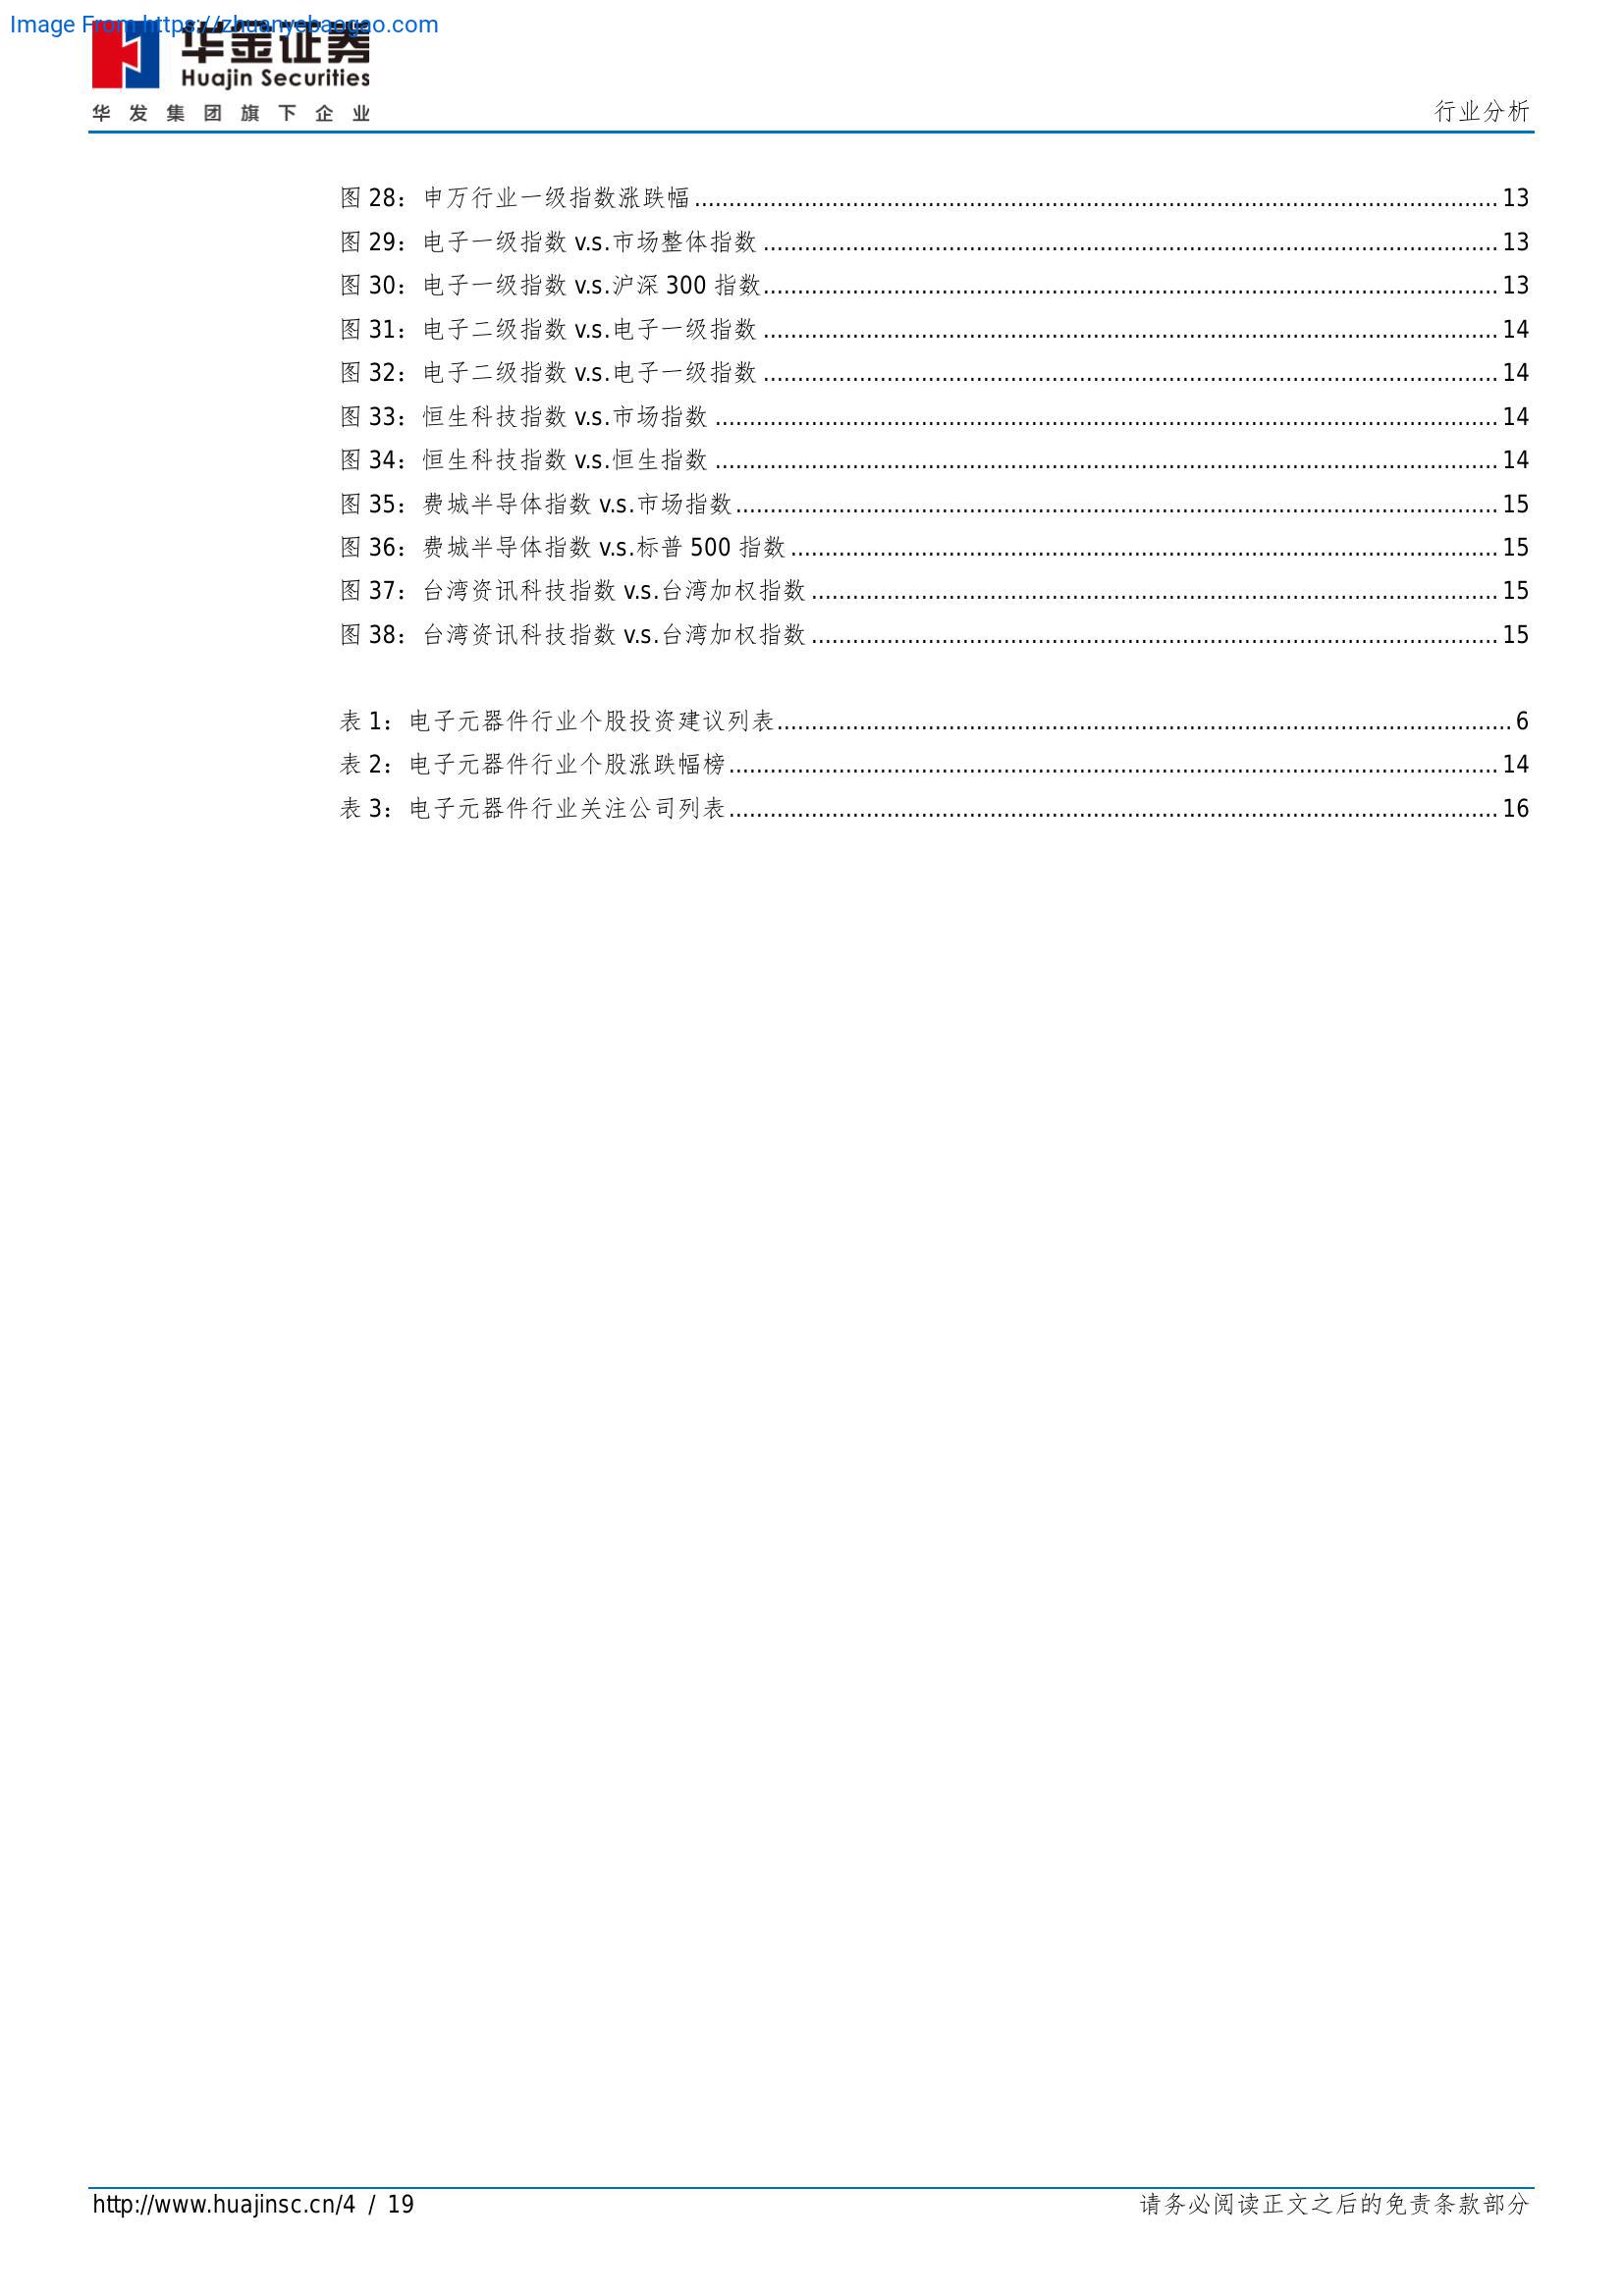 Image From https://zhuanyebaogao.com
华金证券
Huajin Securities
华发集团旗下企业
行业分析
图 28：申万行业一级指数涨跌幅 13
图 29：电子一级指数 v.s.市场整体指数 13
图 30：电子一级指数 v.s.沪深 300 指数 13
图 31：电子二级指数 v.s.电子一级指数 14
图 32：电子二级指数 v.s.电子一级指数 14
图 33：恒生科技指数 v.s.市场指数 14
图 34：恒生科技指数 v.s.恒生指数 14
图 35：费城半导体指数 v.s.市场指数 15
图 36：费城半导体指数 v.s.标普 500 指数 15
图 37：台湾资讯科技指数 v.s.台湾加权指数 15
图 38：台湾资讯科技指数 v.s.台湾加权指数 15
表 1：电子元器件行业个股投资建议列表 6
表 2：电子元器件行业个股涨跌幅榜 14
表 3：电子元器件行业关注公司列表 16
http://www.huajinsc.cn/4 / 19
请务必阅读正文之后的免责条款部分